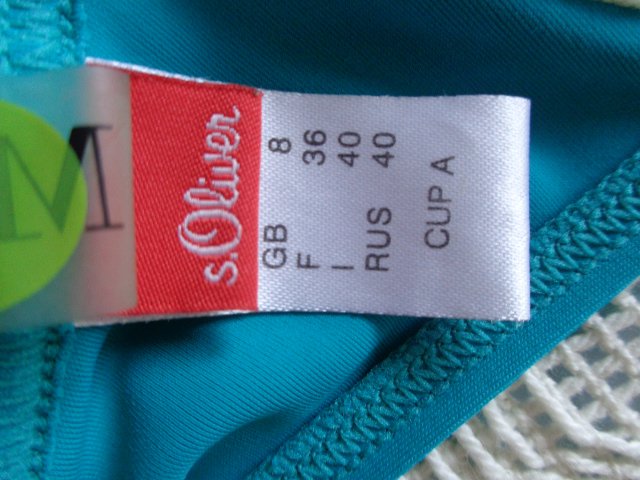 M
s.Oliver
GB 8
F 36
I 40
RUS 40
CUP A